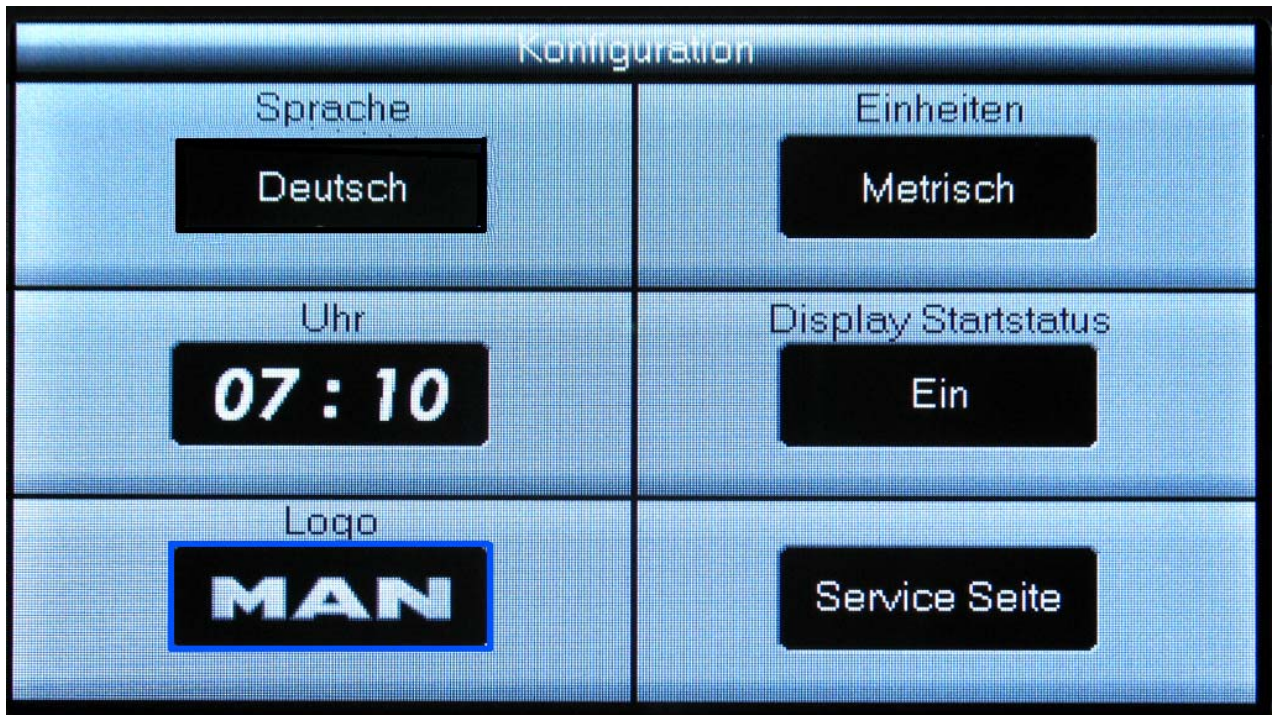 Konfiguration
Sprache
Deutsch
Einheiten
Metrisch
Uhr
07 : 10
Display Startstatus
Ein
Logo
MAN
Service Seite